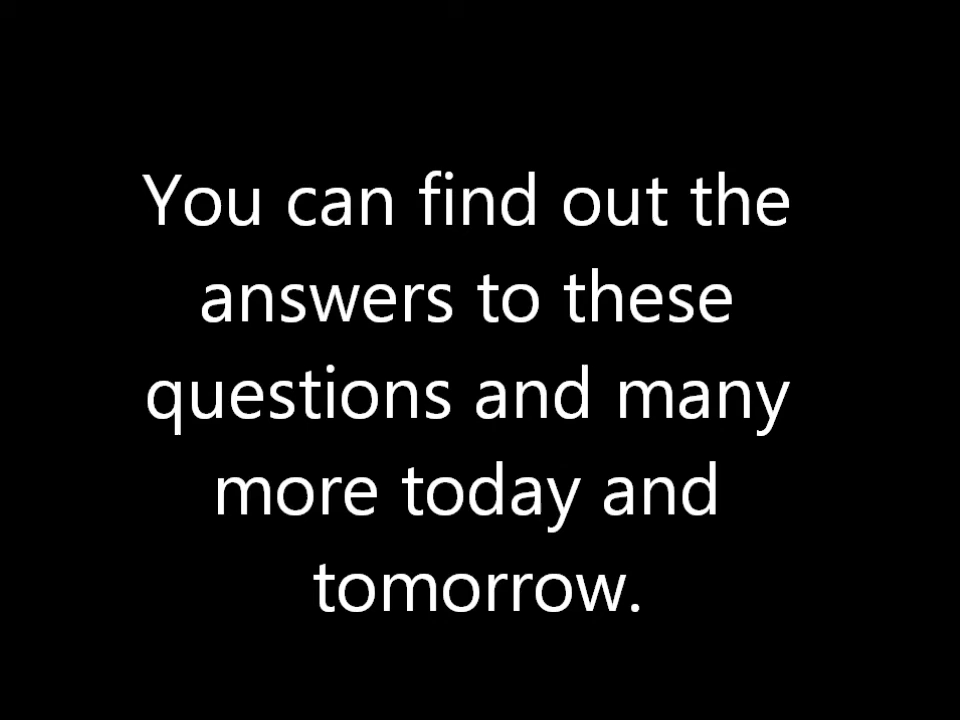 You can find out the
answers to these
questions and many
more today and
tomorrow.